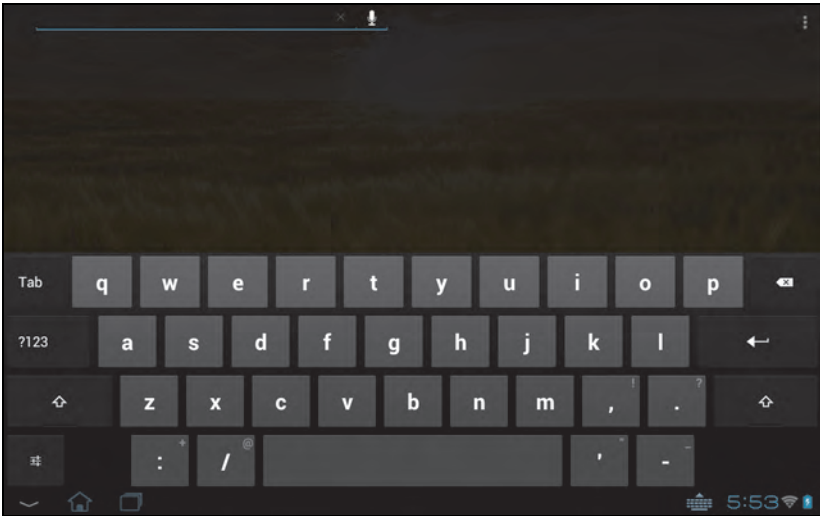 Tab q w e r t y u i o p
?123 a s d f g h j k l
z x c v b n m , ! . ?
: + / @ ' " - _
5:53